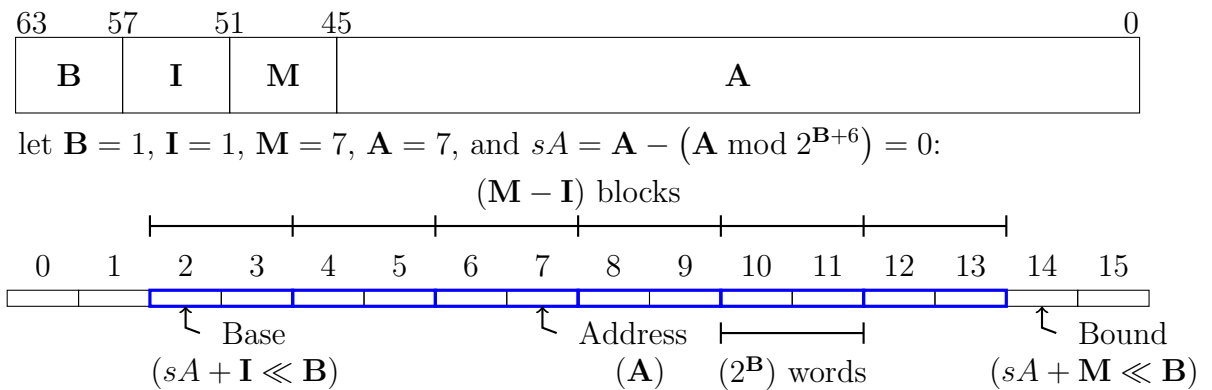 63 57 51 45 0
B I M A
let B = 1, I = 1, M = 7, A = 7, and sA = A − (A mod 2^{B+6}) = 0:
(M − I) blocks
0 1 2 3 4 5 6 7 8 9 10 11 12 13 14 15
Base Address Bound
(sA + I ≪ B) (A) (2^B) words (sA + M ≪ B)